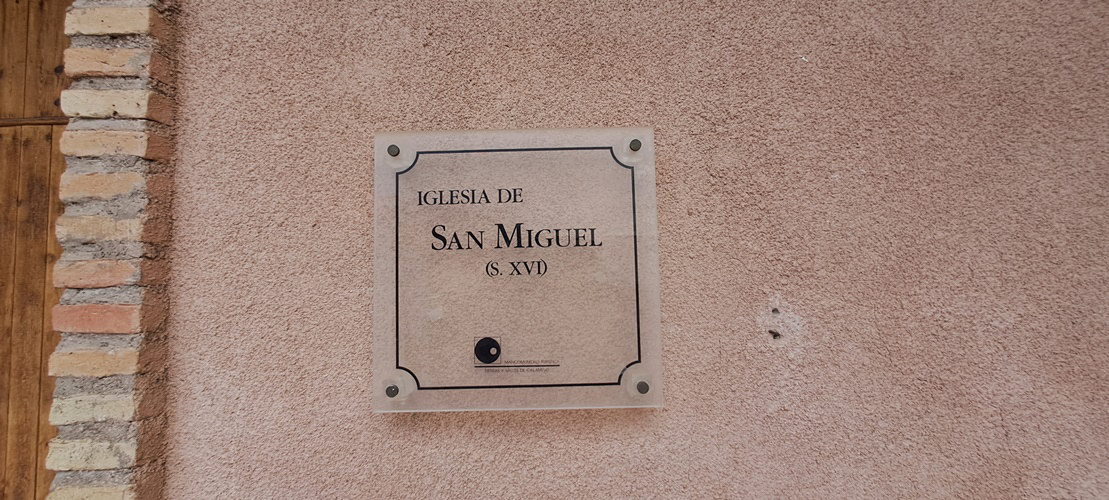 IGLESIA DE
SAN MIGUEL
(S. XVI)